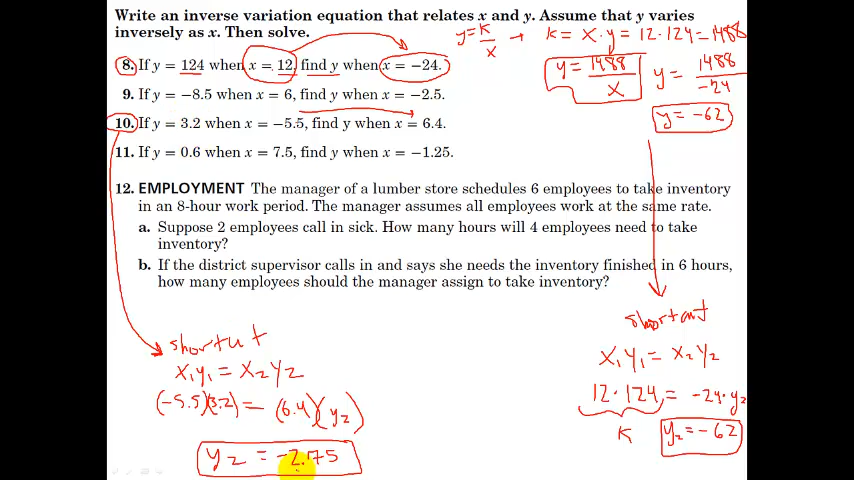 Write an inverse variation equation that relates x and y. Assume that y varies
inversely as x. Then solve.
y = k/x → k = x · y = 12 · 124 = 1488
8. If y = 124 when x = 12, find y when x = −24.
y = 1488/x y = 1488/−24
y = −62
9. If y = −8.5 when x = 6, find y when x = −2.5.
10. If y = 3.2 when x = −5.5, find y when x = 6.4.
11. If y = 0.6 when x = 7.5, find y when x = −1.25.
12. EMPLOYMENT The manager of a lumber store schedules 6 employees to take inventory
in an 8-hour work period. The manager assumes all employees work at the same rate.
a. Suppose 2 employees call in sick. How many hours will 4 employees need to take
inventory?
b. If the district supervisor calls in and says she needs the inventory finished in 6 hours,
how many employees should the manager assign to take inventory?
shortcut
x₁y₁ = x₂y₂
(−5.5)(3.2) = (6.4)(y₂)
y₂ = −2.75
shortcut
x₁y₁ = x₂y₂
12 · 124 = −24 · y₂
k y₂ = −62